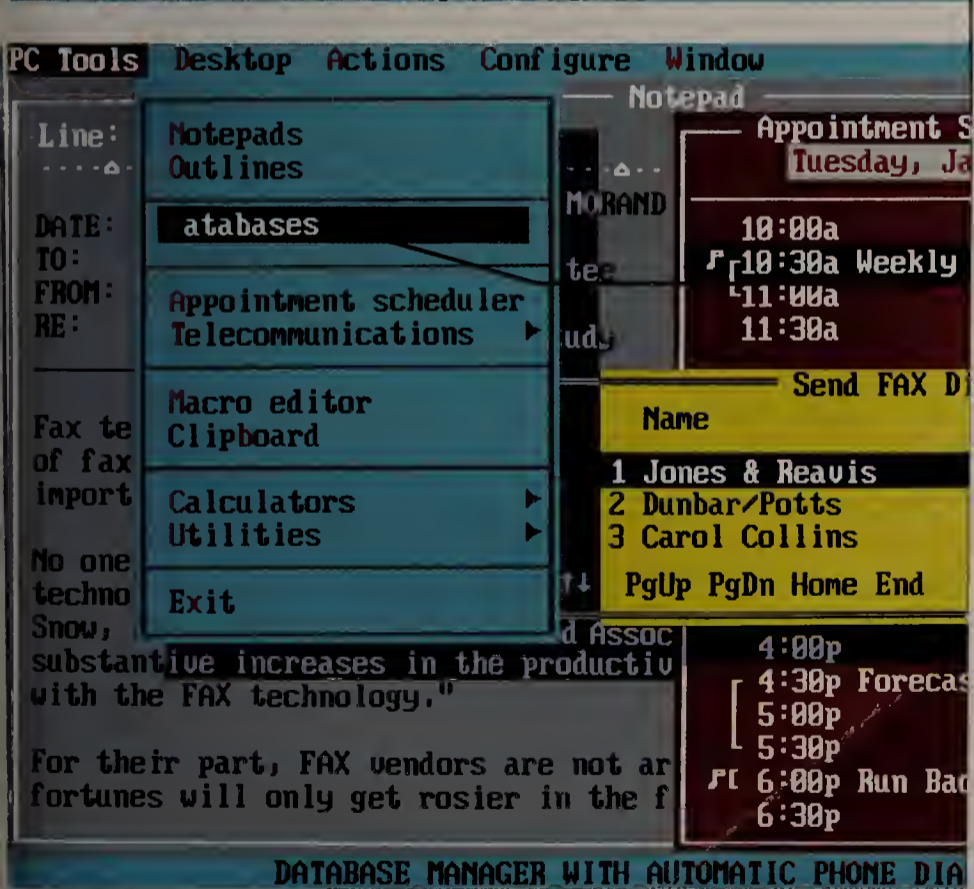 PC Tools Desktop Actions Configure Window
Notepads
Outlines
atabases
Appointment scheduler
Telecommunications
Macro editor
Clipboard
Calculators
Utilities
Exit
Notepad
Line:
MORAND
DATE:
TO:
tee
FROM:
RE:
udy
Fax te
of fax
import
No one
techno
Snow, d Assoc
substantive increases in the productiv
with the FAX technology."
For their part, FAX vendors are not ar
fortunes will only get rosier in the f
Appointment S
Tuesday, Ja
10:00a
10:30a Weekly
11:00a
11:30a
Send FAX D
Name
1 Jones & Reavis
2 Dunbar/Potts
3 Carol Collins
PgUp PgDn Home End
4:00p
4:30p Forecas
5:00p
5:30p
6:00p Run Bac
6:30p
DATABASE MANAGER WITH AUTOMATIC PHONE DIA